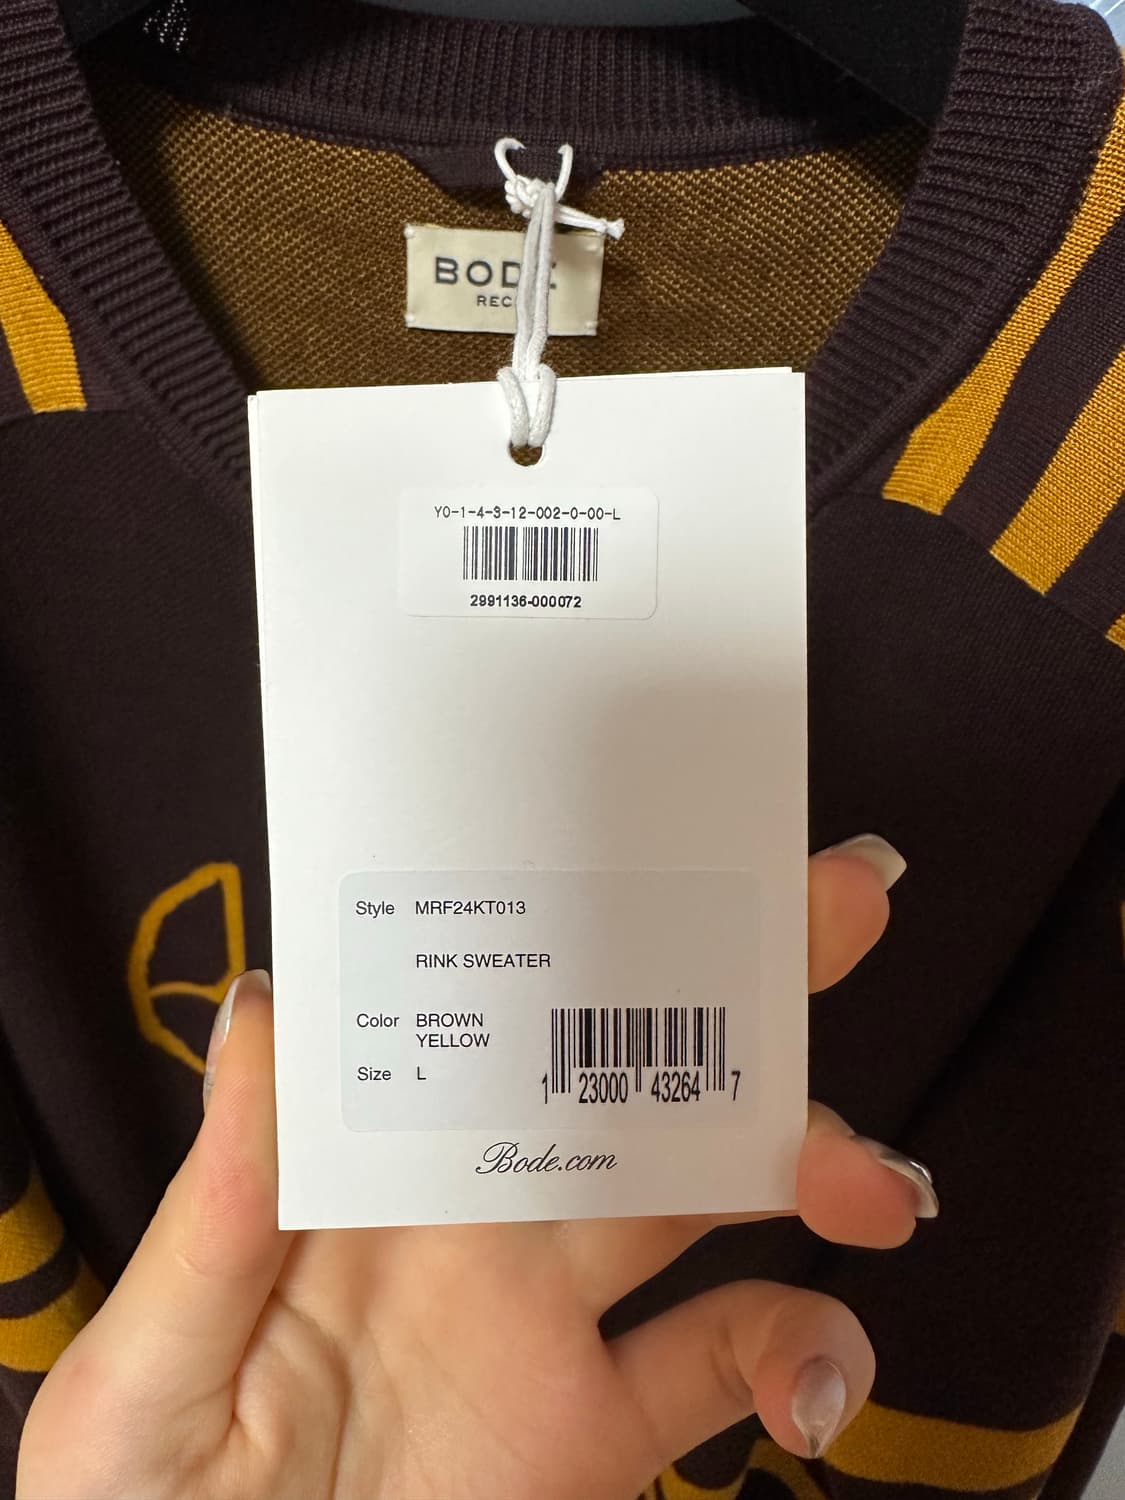 BODE
REC
Y0-1-4-3-12-002-0-00-L
2991136-000072
Style MRF24KT013
RINK SWEATER
Color BROWN
YELLOW
Size L
1 23000 43264 7
Bode.com